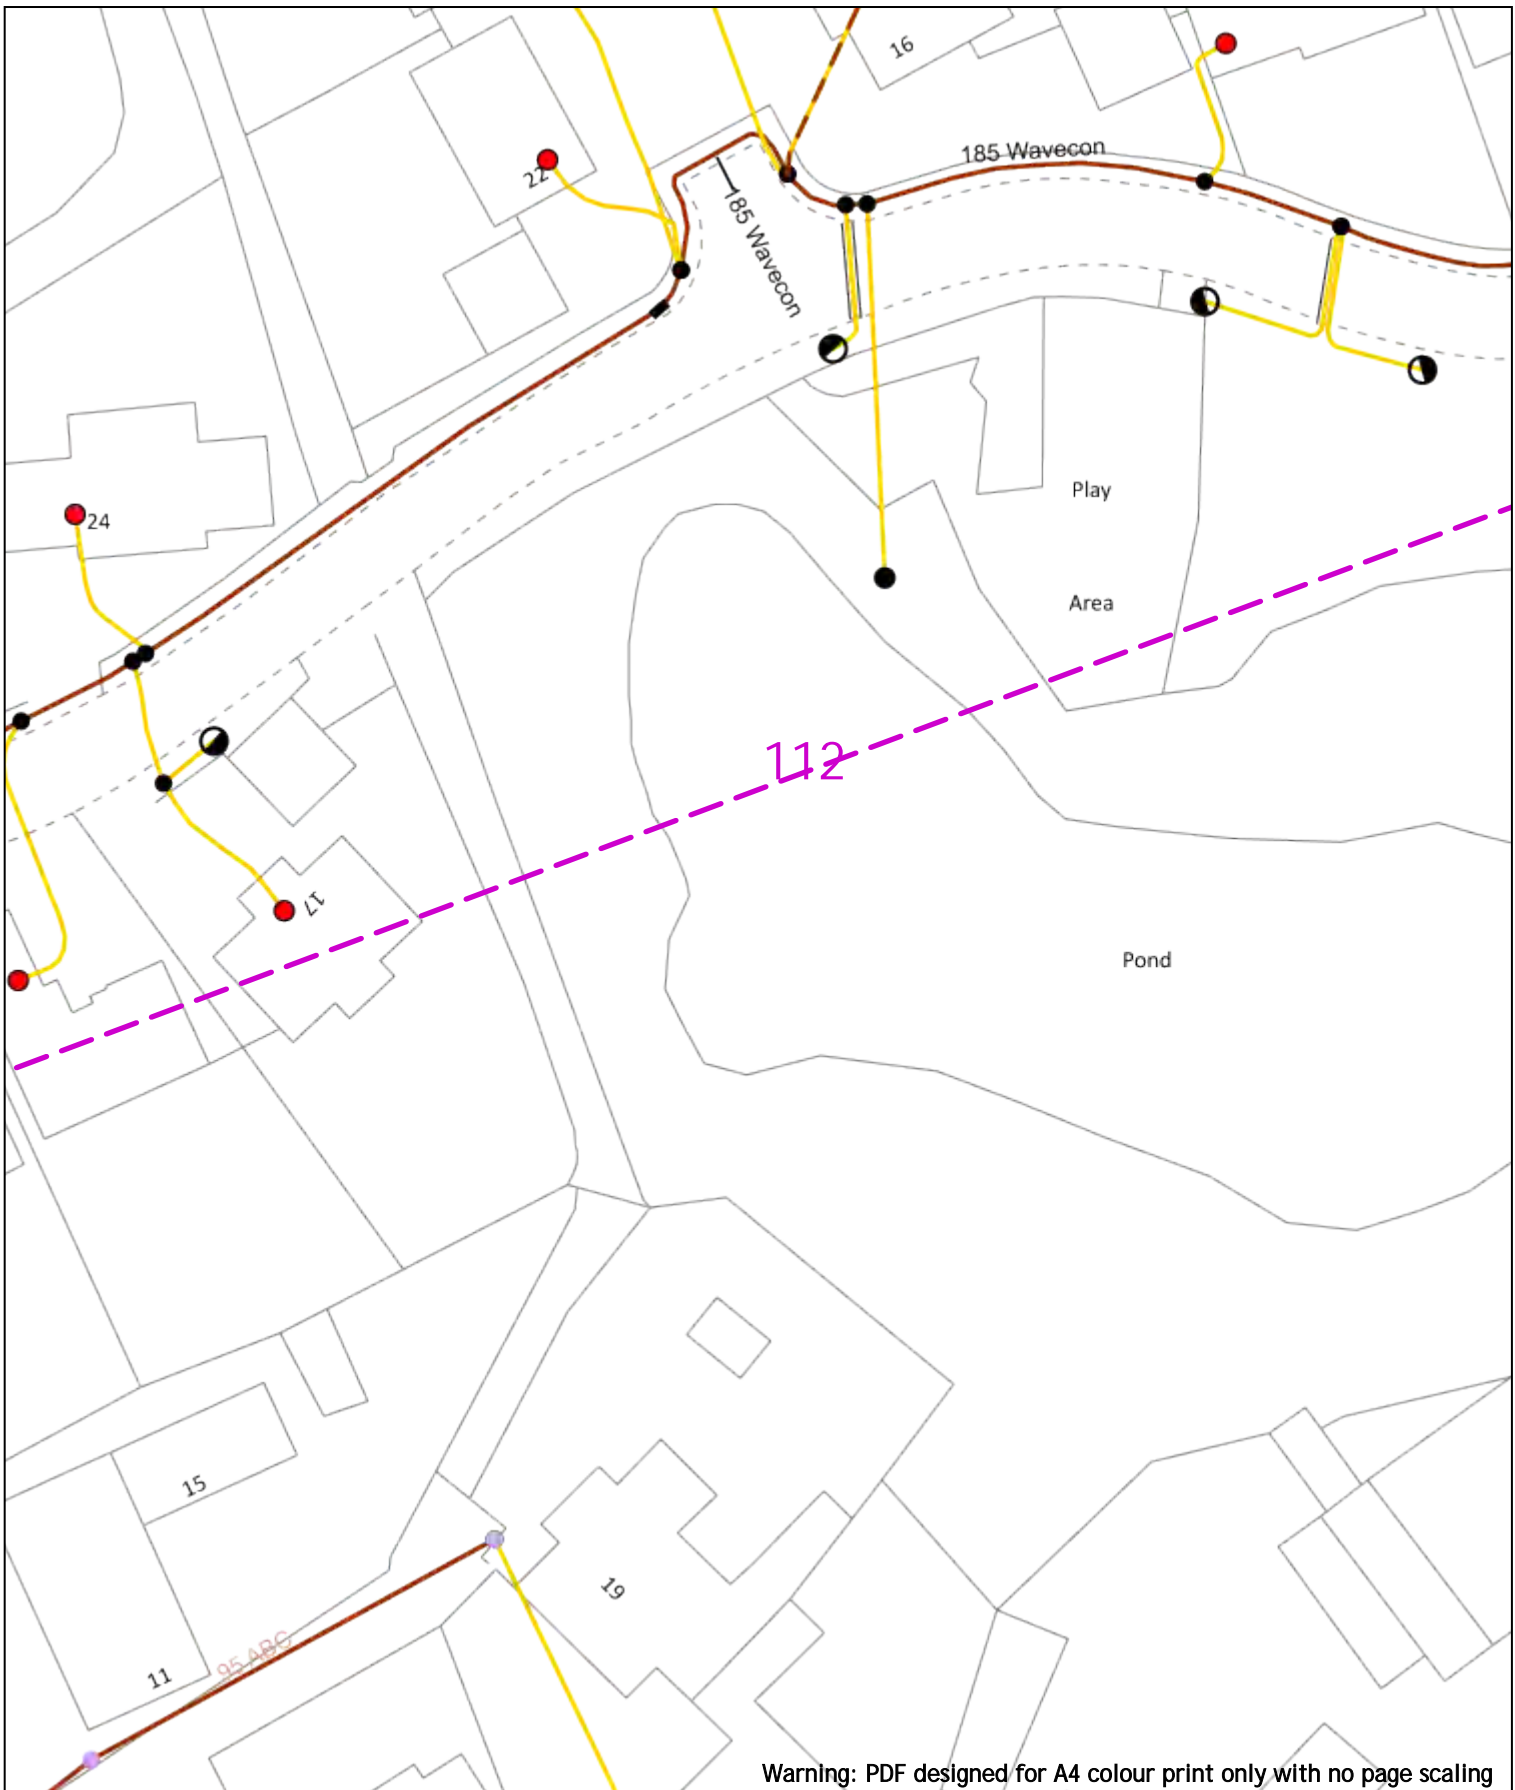 16
185 Wavecon
22
185 Wavecon
Play
24
Area
112
17
Pond
15
19
95 ABC
11
Warning: PDF designed for A4 colour print only with no page scaling